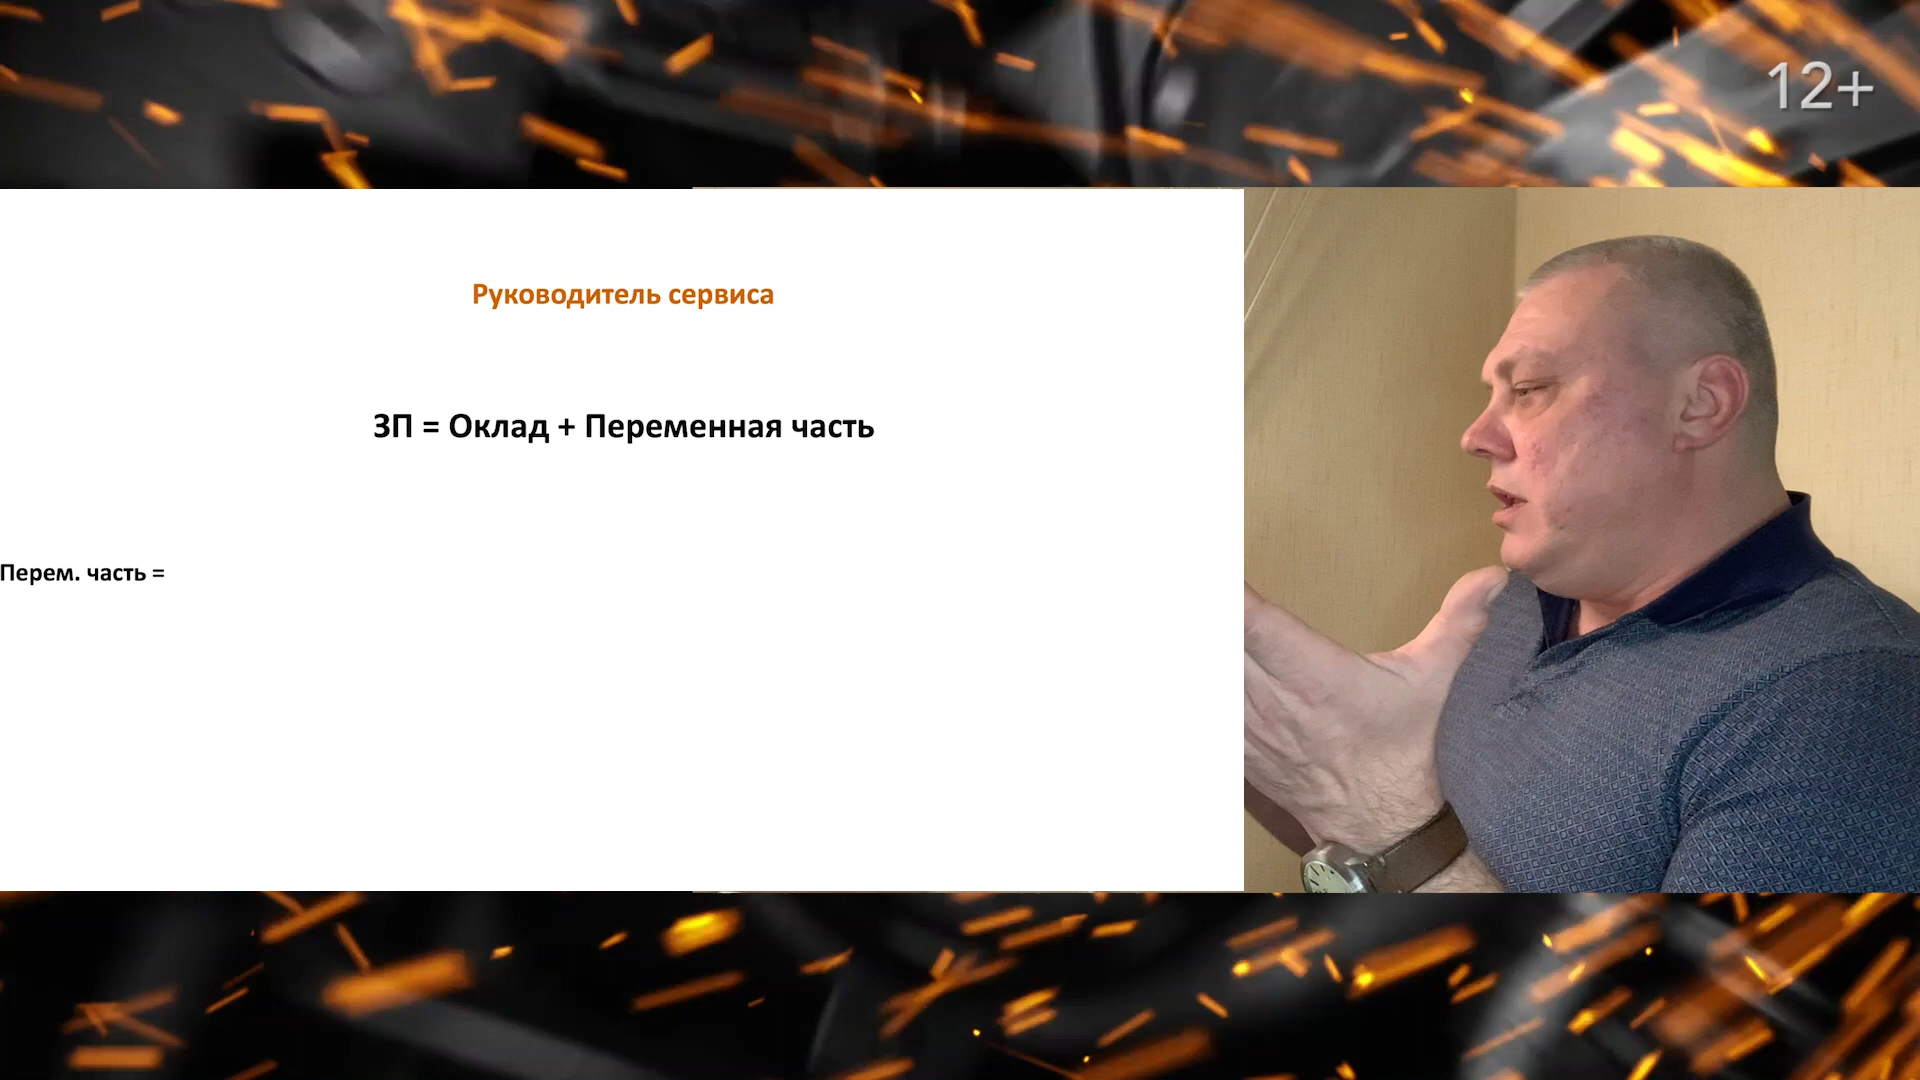 12+
Руководитель сервиса
ЗП = Оклад + Переменная часть
Перем. часть =